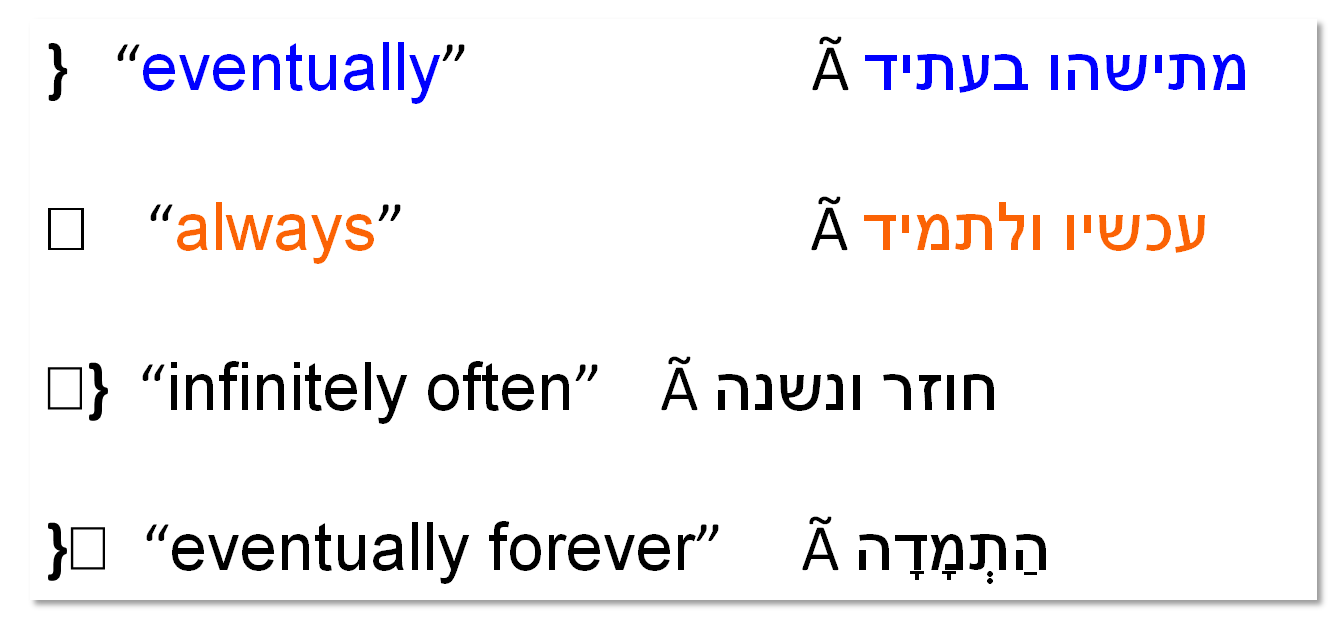 } “eventually” Ã מתישהו בעתיד
□ “always” Ã עכשיו ולתמיד
□} “infinitely often” Ã חוזר ונשנה
}□ “eventually forever” Ã הַתְמָדָה